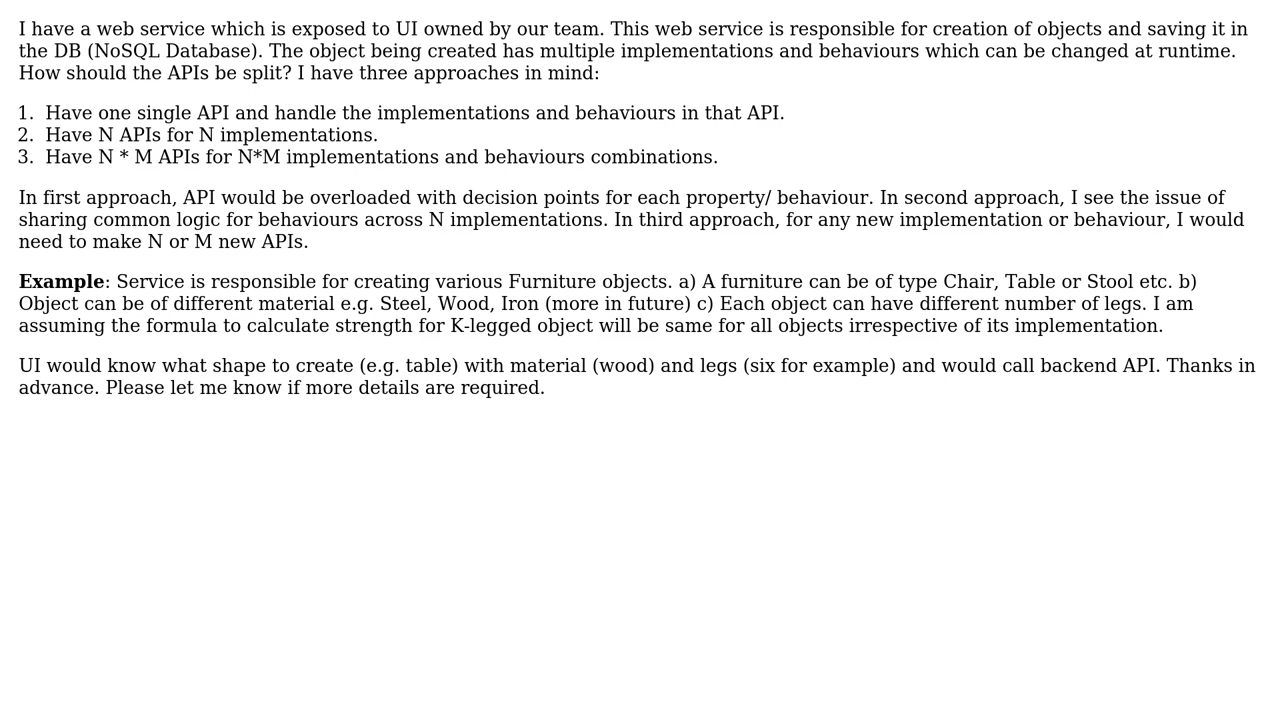 I have a web service which is exposed to UI owned by our team. This web service is responsible for creation of objects and saving it in
the DB (NoSQL Database). The object being created has multiple implementations and behaviours which can be changed at runtime.
How should the APIs be split? I have three approaches in mind:
1. Have one single API and handle the implementations and behaviours in that API.
2. Have N APIs for N implementations.
3. Have N * M APIs for N*M implementations and behaviours combinations.
In first approach, API would be overloaded with decision points for each property/ behaviour. In second approach, I see the issue of
sharing common logic for behaviours across N implementations. In third approach, for any new implementation or behaviour, I would
need to make N or M new APIs.
Example: Service is responsible for creating various Furniture objects. a) A furniture can be of type Chair, Table or Stool etc. b)
Object can be of different material e.g. Steel, Wood, Iron (more in future) c) Each object can have different number of legs. I am
assuming the formula to calculate strength for K-legged object will be same for all objects irrespective of its implementation.
UI would know what shape to create (e.g. table) with material (wood) and legs (six for example) and would call backend API. Thanks in
advance. Please let me know if more details are required.